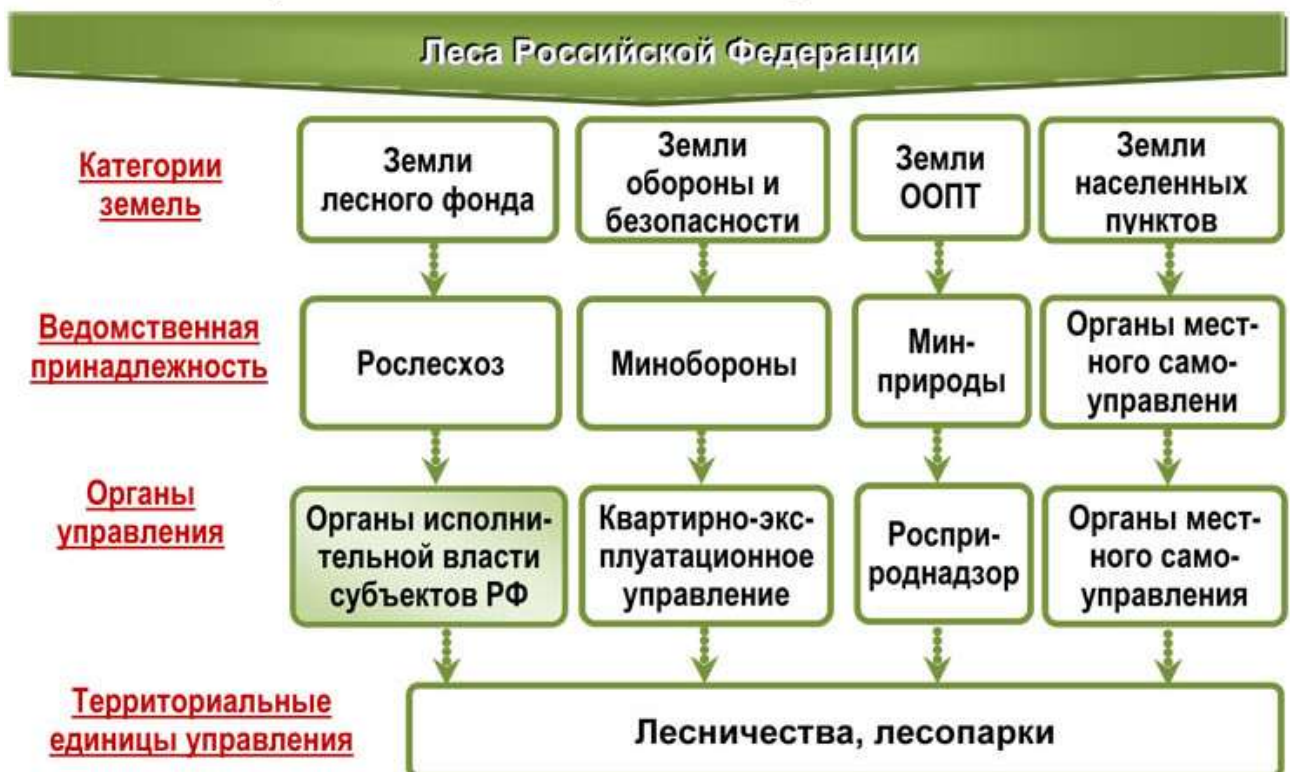 Леса Российской Федерации
Категории
земель
Земли
лесного фонда
Земли
обороны и
безопасности
Земли
ООПТ
Земли
населенных
пунктов
Ведомственная
принадлежность
Рослесхоз
Минобороны
Мин-
природы
Органы мест-
ного само-
управлени
Органы
управления
Органы исполни-
тельной власти
субъектов РФ
Квартирно-экс-
плуатационное
управление
Роспри-
роднадзор
Органы мест-
ного само-
управления
Территориальные
единицы управления
Лесничества, лесопарки